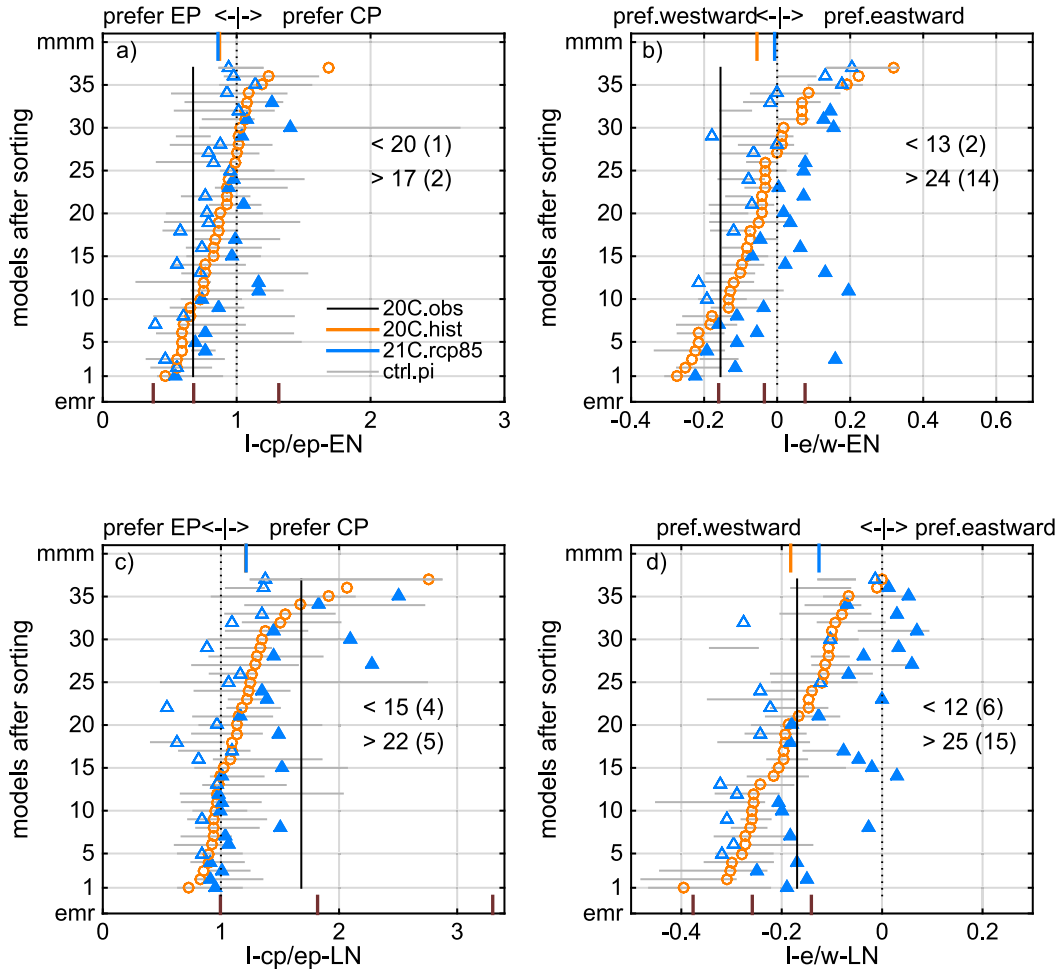 prefer EP <-|-> prefer CP
mmm
a)
35
30
25
20
15
10
5
1
emr
models after sorting
< 20 (1)
> 17 (2)
20C.obs
20C.hist
21C.rcp85
ctrl.pi
0 1 2 3
I-cp/ep-EN
pref.westward <-|-> pref.eastward
mmm
b)
35
30
25
20
15
10
5
1
emr
models after sorting
< 13 (2)
> 24 (14)
-0.4 -0.2 0 0.2 0.4 0.6
I-e/w-EN
prefer EP<-|-> prefer CP
mmm
c)
35
30
25
20
15
10
5
1
emr
models after sorting
< 15 (4)
> 22 (5)
0 1 2 3
I-cp/ep-LN
pref.westward <-|-> pref.eastward
mmm
d)
35
30
25
20
15
10
5
1
emr
models after sorting
< 12 (6)
> 25 (15)
-0.4 -0.2 0 0.2
I-e/w-LN